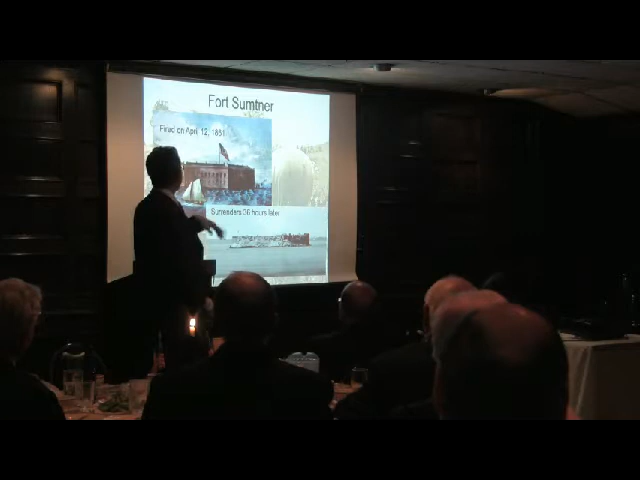 Fort Sumtner
Fired on April 12, 1861
Surrenders 36 hours later